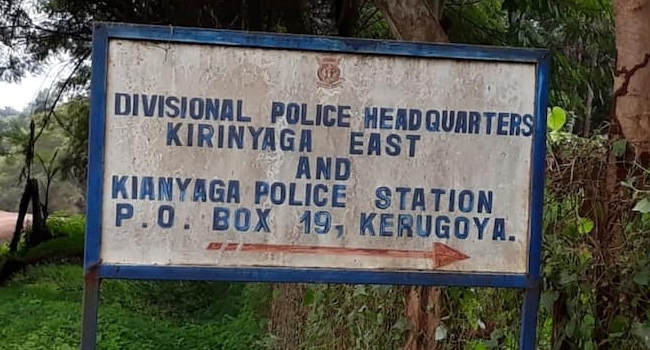 DIVISIONAL POLICE HEADQUARTERS
KIRINYAGA EAST
AND
KIANYAGA POLICE STATION
P.O. BOX 19, KERUGOYA.